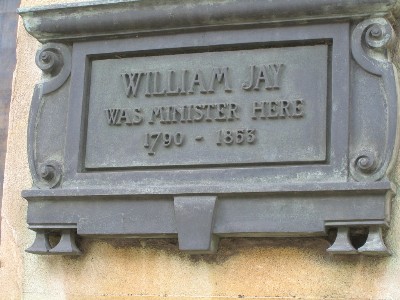 WILLIAM JAY
WAS MINISTER HERE
1790 - 1853